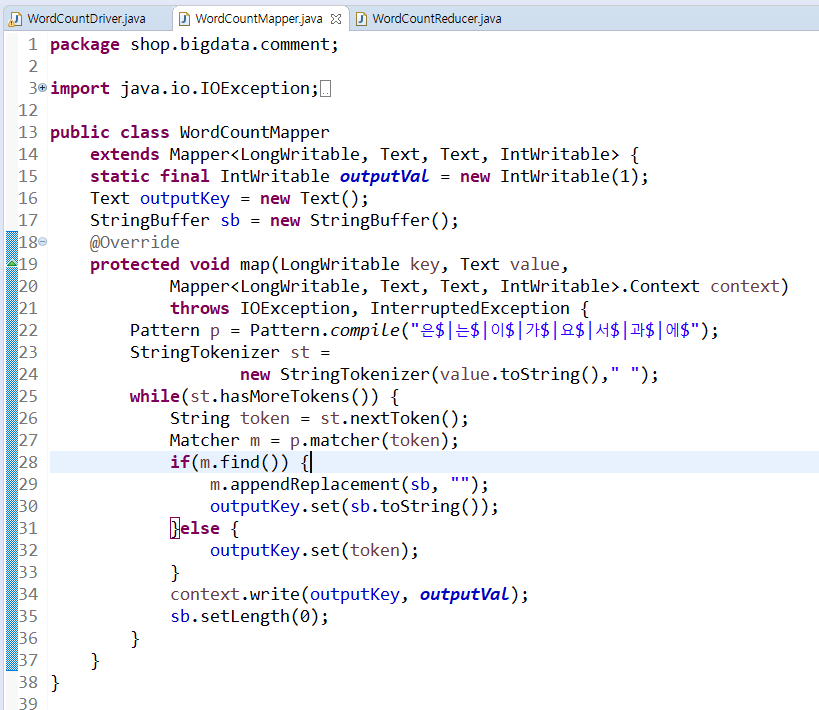 WordCountDriver.java WordCountMapper.java WordCountReducer.java
1 package shop.bigdata.comment;
2
3 import java.io.IOException;
12
13 public class WordCountMapper
14 extends Mapper<LongWritable, Text, Text, IntWritable> {
15 static final IntWritable outputVal = new IntWritable(1);
16 Text outputKey = new Text();
17 StringBuffer sb = new StringBuffer();
18 @Override
19 protected void map(LongWritable key, Text value,
20 Mapper<LongWritable, Text, Text, IntWritable>.Context context)
21 throws IOException, InterruptedException {
22 Pattern p = Pattern.compile("은$|는$|이$|가$|요$|서$|과$|에$");
23 StringTokenizer st =
24 new StringTokenizer(value.toString()," ");
25 while(st.hasMoreTokens()) {
26 String token = st.nextToken();
27 Matcher m = p.matcher(token);
28 if(m.find()) {
29 m.appendReplacement(sb, "");
30 outputKey.set(sb.toString());
31 }else {
32 outputKey.set(token);
33 }
34 context.write(outputKey, outputVal);
35 sb.setLength(0);
36 }
37 }
38 }
39